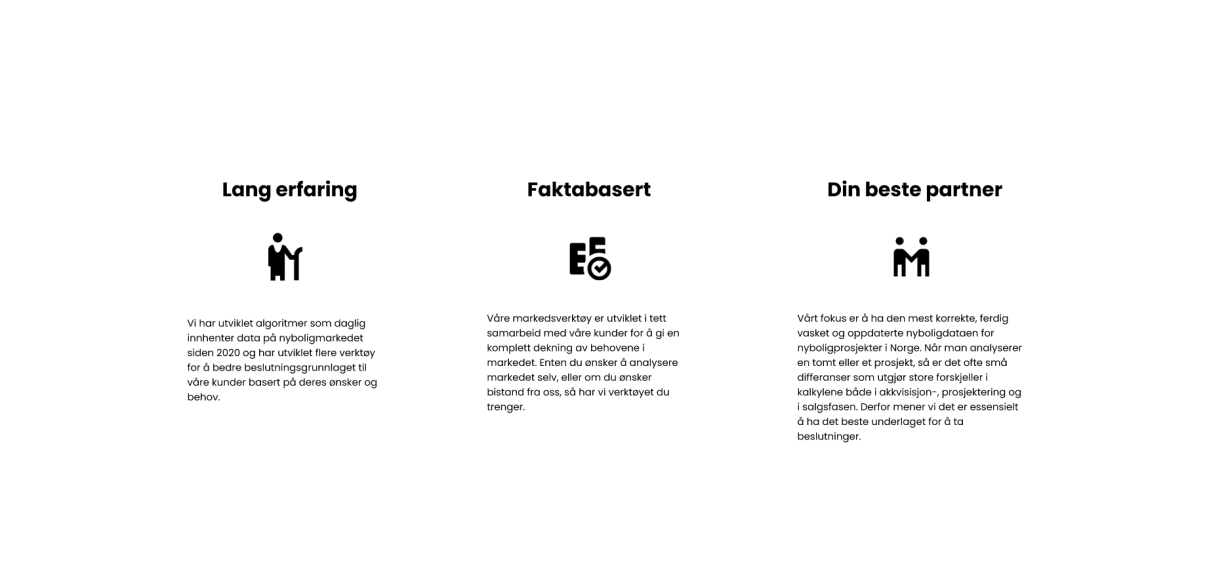 Lang erfaring
Vi har utviklet algoritmer som daglig
innhenter data på nyboligmarkedet
siden 2020 og har utviklet flere verktøy
for å bedre beslutningsgrunnlaget til
våre kunder basert på deres ønsker og
behov.
Faktabasert
Våre markedsverktøy er utviklet i tett
samarbeid med våre kunder for å gi en
komplett dekning av behovene i
markedet. Enten du ønsker å analysere
markedet selv, eller om du ønsker
bistand fra oss, så har vi verktøyet du
trenger.
Din beste partner
Vårt fokus er å ha den mest korrekte, ferdig
vasket og oppdaterte nyboligdataen for
nyboligprosjekter i Norge. Når man analyserer
en tomt eller et prosjekt, så er det ofte små
differanser som utgjør store forskjeller i
kalkylene både i akkvisisjon-, prosjektering og
i salgsfasen. Derfor mener vi det er essensielt
å ha det beste underlaget for å ta
beslutninger.